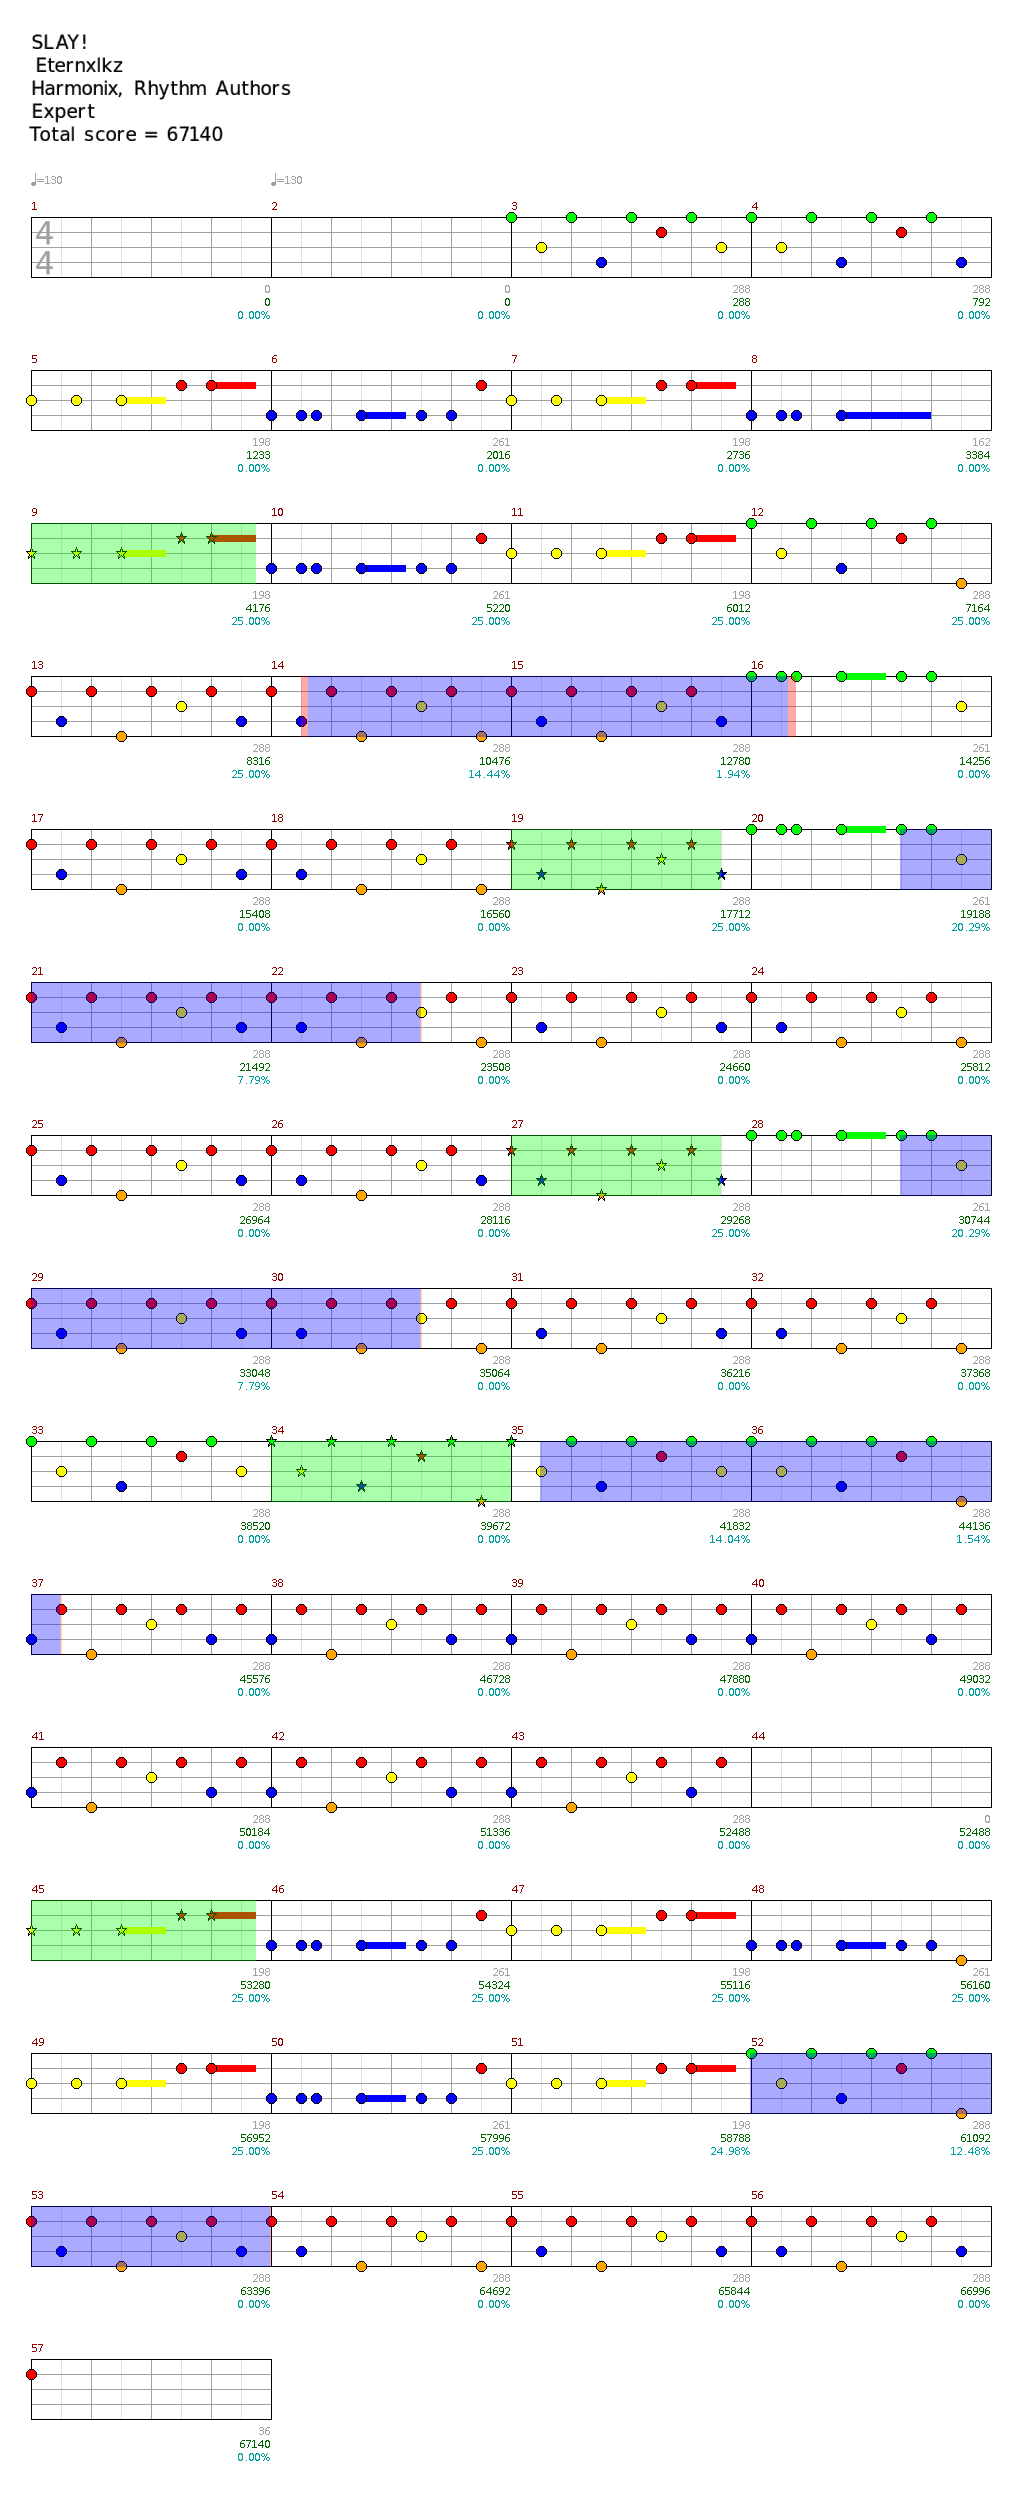 SLAY!
Eternxlkz
Harmonix, Rhythm Authors
Expert
Total score = 67140
♩=130 ♩=130
1 2 3 4
4
4
0 0 288 288
0 0 288 792
0.00% 0.00% 0.00% 0.00%
5 6 7 8
198 261 198 162
1233 2016 2736 3384
0.00% 0.00% 0.00% 0.00%
9 10 11 12
198 261 198 288
4176 5220 6012 7164
25.00% 25.00% 25.00% 25.00%
13 14 15 16
288 288 288 261
8316 10476 12780 14256
25.00% 14.44% 1.94% 0.00%
17 18 19 20
288 288 288 261
15408 16560 17712 19188
0.00% 0.00% 25.00% 20.29%
21 22 23 24
288 288 288 288
21492 23508 24660 25812
7.79% 0.00% 0.00% 0.00%
25 26 27 28
288 288 288 261
26964 28116 29268 30744
0.00% 0.00% 25.00% 20.29%
29 30 31 32
288 288 288 288
33048 35064 36216 37368
7.79% 0.00% 0.00% 0.00%
33 34 35 36
288 288 288 288
38520 39672 41832 44136
0.00% 0.00% 14.04% 1.54%
37 38 39 40
288 288 288 288
45576 46728 47880 49032
0.00% 0.00% 0.00% 0.00%
41 42 43 44
288 288 288 0
50184 51336 52488 52488
0.00% 0.00% 0.00% 0.00%
45 46 47 48
198 261 198 261
53280 54324 55116 56160
25.00% 25.00% 25.00% 25.00%
49 50 51 52
198 261 198 288
56952 57996 58788 61092
25.00% 25.00% 24.98% 12.48%
53 54 55 56
288 288 288 288
63396 64692 65844 66996
0.00% 0.00% 0.00% 0.00%
57
36
67140
0.00%